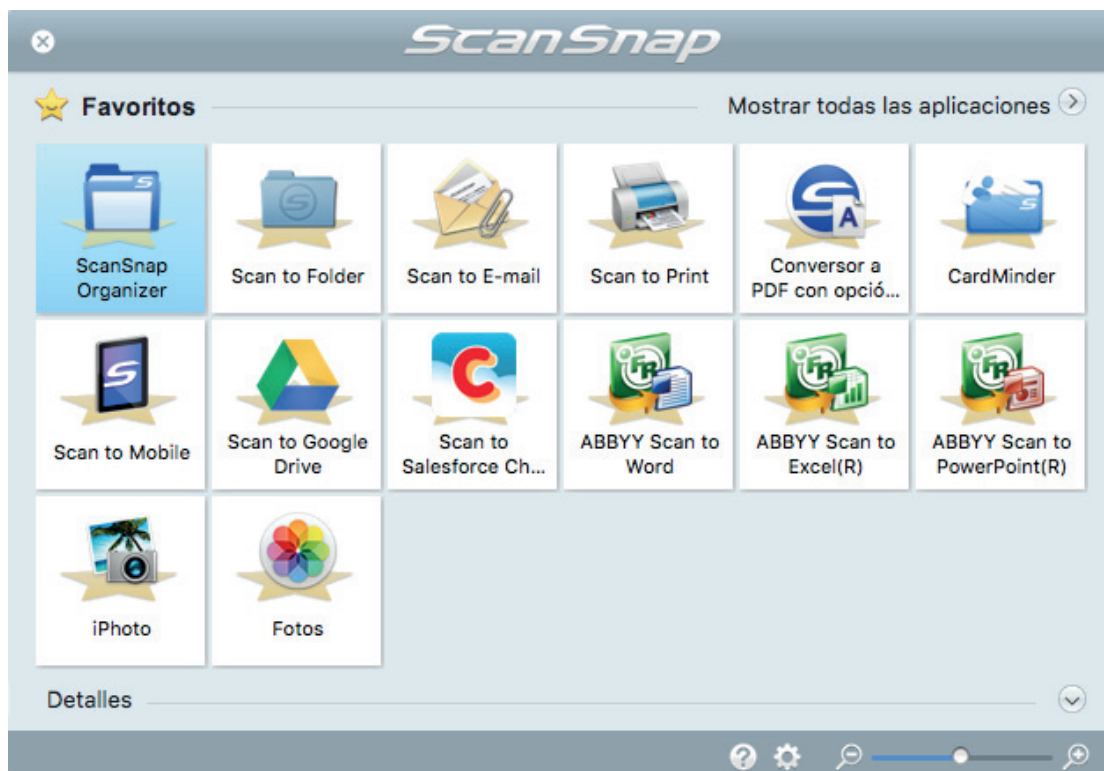 ScanSnap
Favoritos
Mostrar todas las aplicaciones
ScanSnap
Organizer
Scan to Folder
Scan to E-mail
Scan to Print
Conversor a
PDF con opció...
CardMinder
Scan to Mobile
Scan to Google
Drive
Scan to
Salesforce Ch...
ABBYY Scan to
Word
ABBYY Scan to
Excel(R)
ABBYY Scan to
PowerPoint(R)
iPhoto
Fotos
Detalles